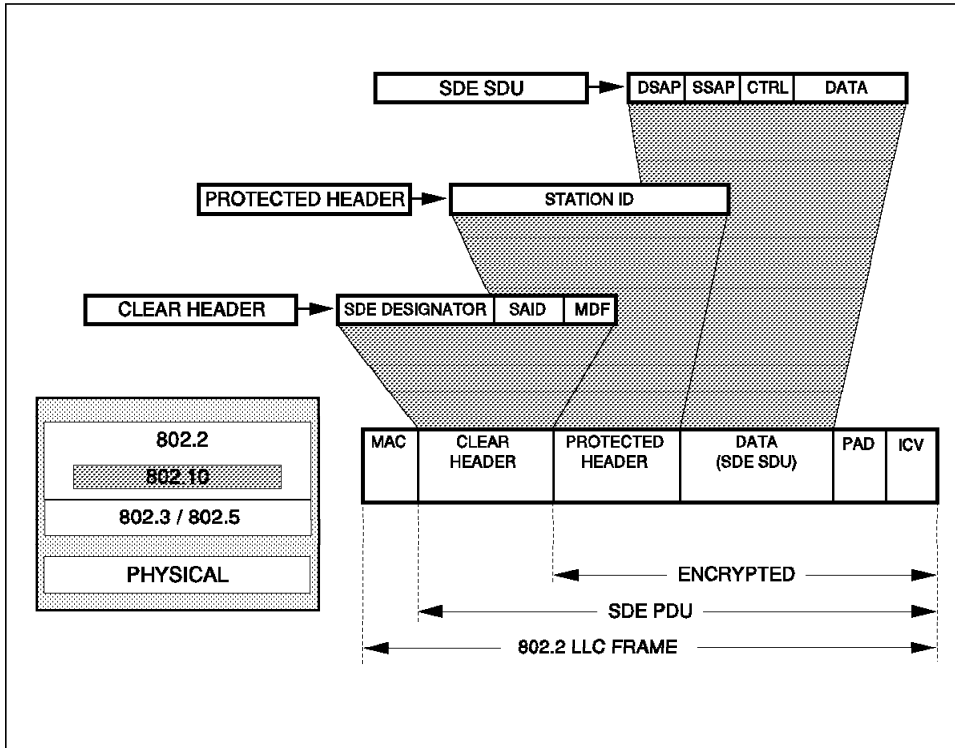 SDE SDU DSAP SSAP CTRL DATA
PROTECTED HEADER STATION ID
CLEAR HEADER SDE DESIGNATOR SAID MDF
MAC CLEAR HEADER PROTECTED HEADER DATA (SDE SDU) PAD ICV
802.2
802.10
802.3 / 802.5
PHYSICAL
ENCRYPTED
SDE PDU
802.2 LLC FRAME